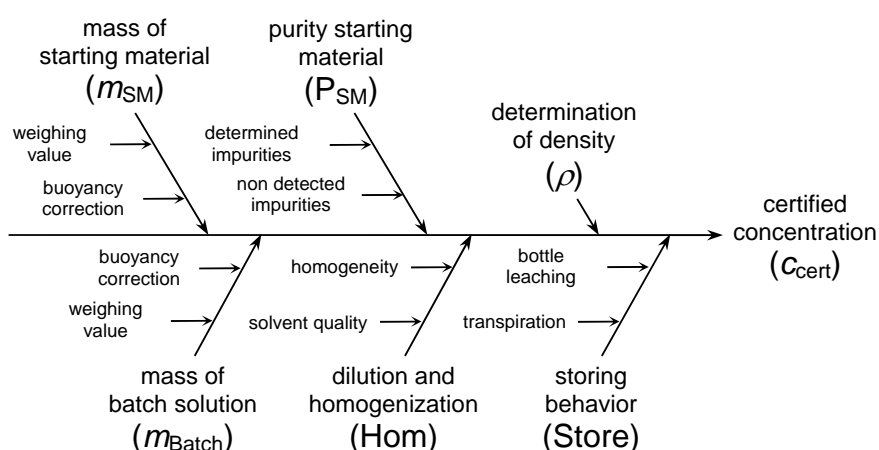 mass of
starting material
(mSM)
purity starting
material
(PSM)
determination
of density
(ρ)
weighing
value
buoyancy
correction
determined
impurities
non detected
impurities
certified
concentration
(ccert)
buoyancy
correction
weighing
value
homogeneity
solvent quality
bottle
leaching
transpiration
mass of
batch solution
(mBatch)
dilution and
homogenization
(Hom)
storing
behavior
(Store)